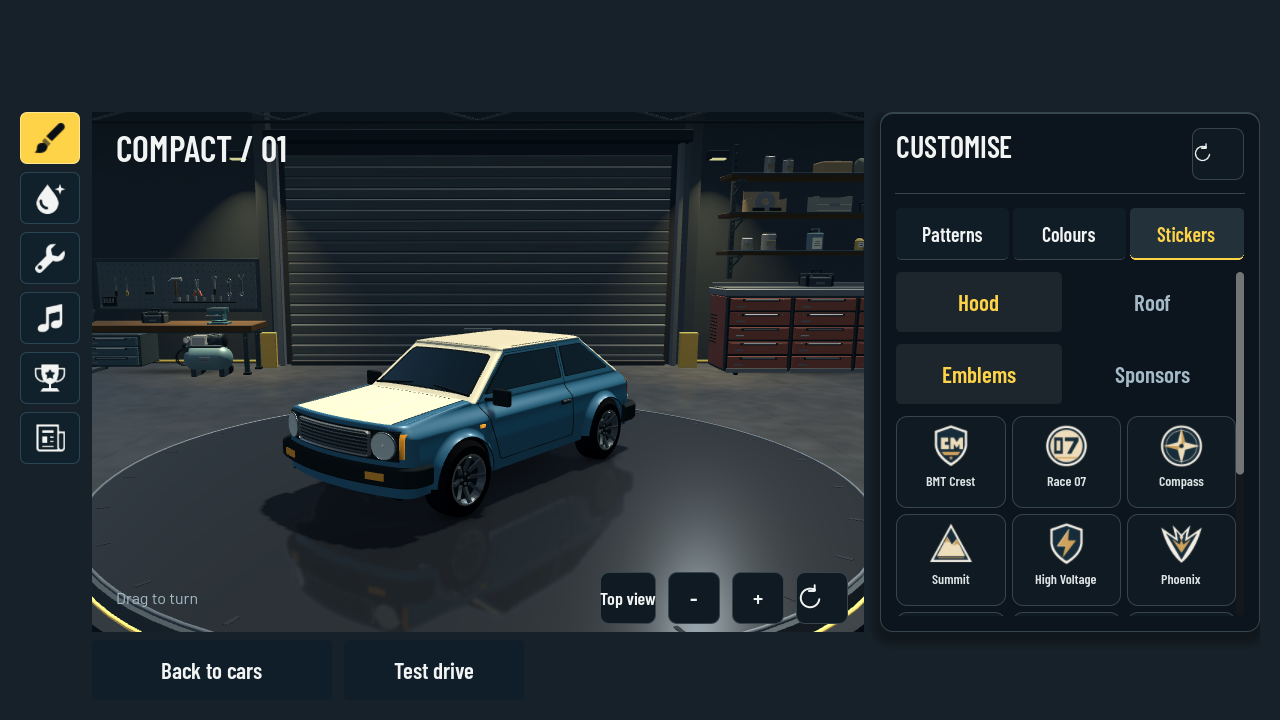 COMPACT / 01
CUSTOMISE
Patterns
Colours
Stickers
Hood
Roof
Emblems
Sponsors
CM
BMT Crest
07
Race 07
Compass
Summit
High Voltage
Phoenix
Drag to turn
Top view
-
+
Back to cars
Test drive